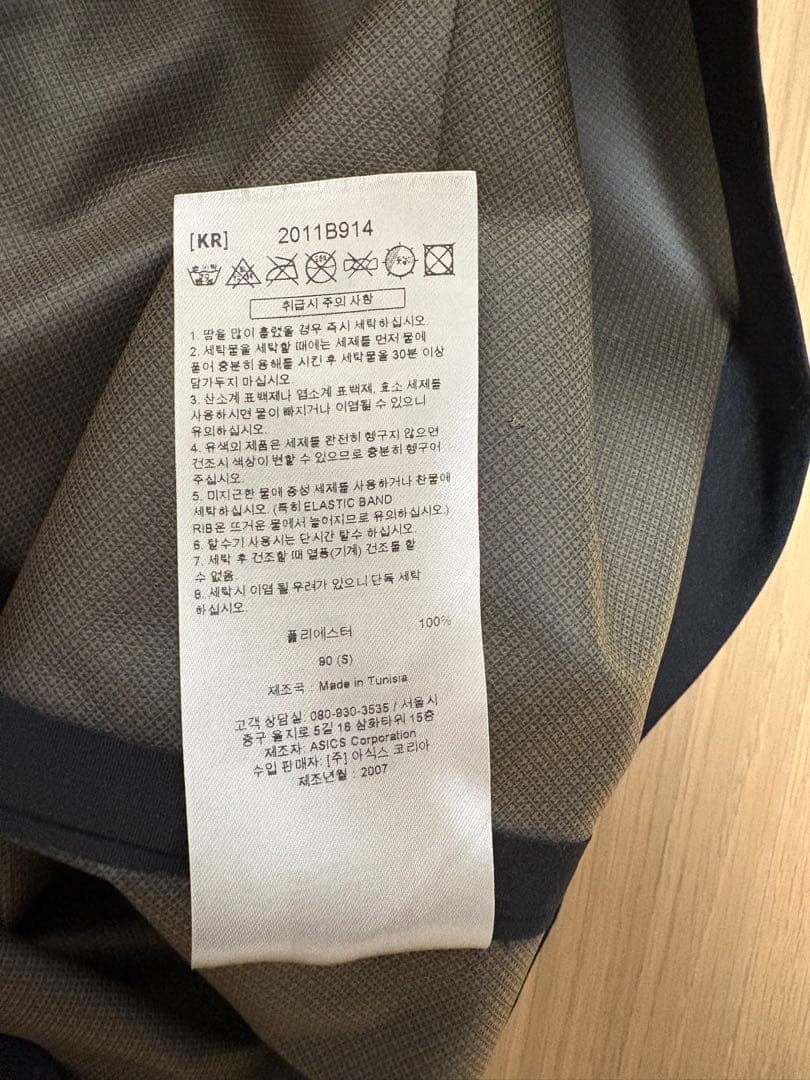 [KR] 2011B914
취급시 주의 사항
1. 땀을 많이 흘렸을 경우 즉시 세탁하십시오.
2. 세탁물을 세탁할 때에는 세제를 먼저 물에
풀어 충분히 용해를 시킨 후 세탁물을 30분 이상
담가두지 마십시오.
3. 산소계 표백제나 염소계 표백제, 효소 세제를
사용하시면 물이 빠지거나 이염될 수 있으니
유의하십시오.
4. 유색의 제품은 세제를 완전히 헹구지 않으면
건조시 색상이 변할 수 있으므로 충분히 헹구어
주십시오.
5. 미지근한 물에 중성 세제를 사용하거나 찬물에
세탁하십시오. (특히 ELASTIC BAND
RIB은 뜨거운 물에서 늘어지므로 유의하십시오.)
6. 탈수기 사용시는 단시간 탈수 하십시오.
7. 세탁 후 건조할 때 열풍(기계) 건조를 할
수 없음.
8. 세탁시 이염 될 우려가 있으니 단독 세탁
하십시오.
폴리에스터 100%
90 (S)
제조국 : Made in Tunisia
고객 상담실: 080-930-3535 / 서울시
중구 을지로 5길 16 삼화타워 15층
제조자: ASICS Corporation
수입 판매자: [주] 아식스 코리아
제조년월 : 2007